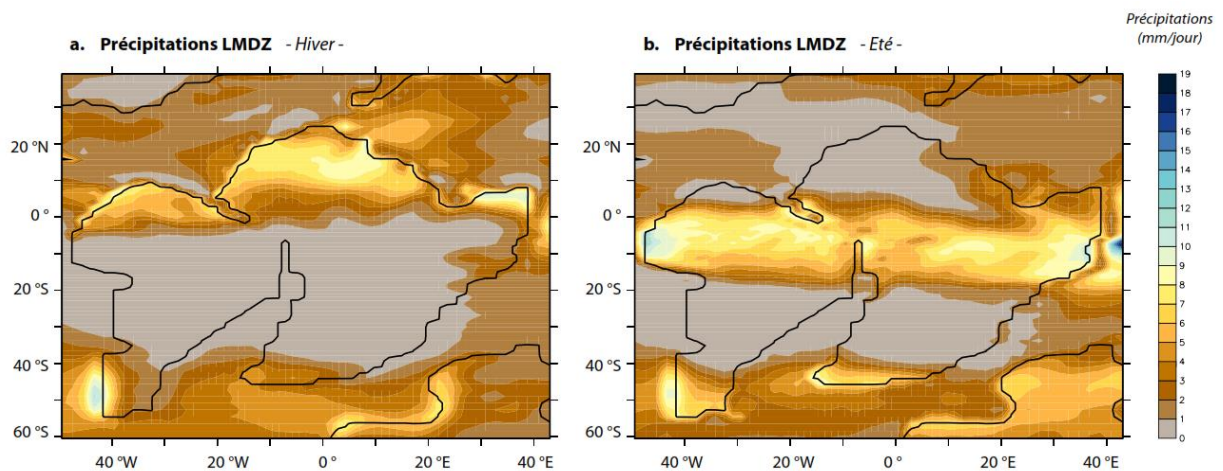 a. Précipitations LMDZ - Hiver -
b. Précipitations LMDZ - Eté -
Précipitations
(mm/jour)
20 °N
0 °
20 °S
40 °S
60 °S
40 °W
20 °W
0 °
20 °E
40 °E
20 °N
0 °
20 °S
40 °S
60 °S
40 °W
20 °W
0 °
20 °E
40 °E
19
18
17
16
15
14
13
12
11
10
9
8
7
6
5
4
3
2
1
0